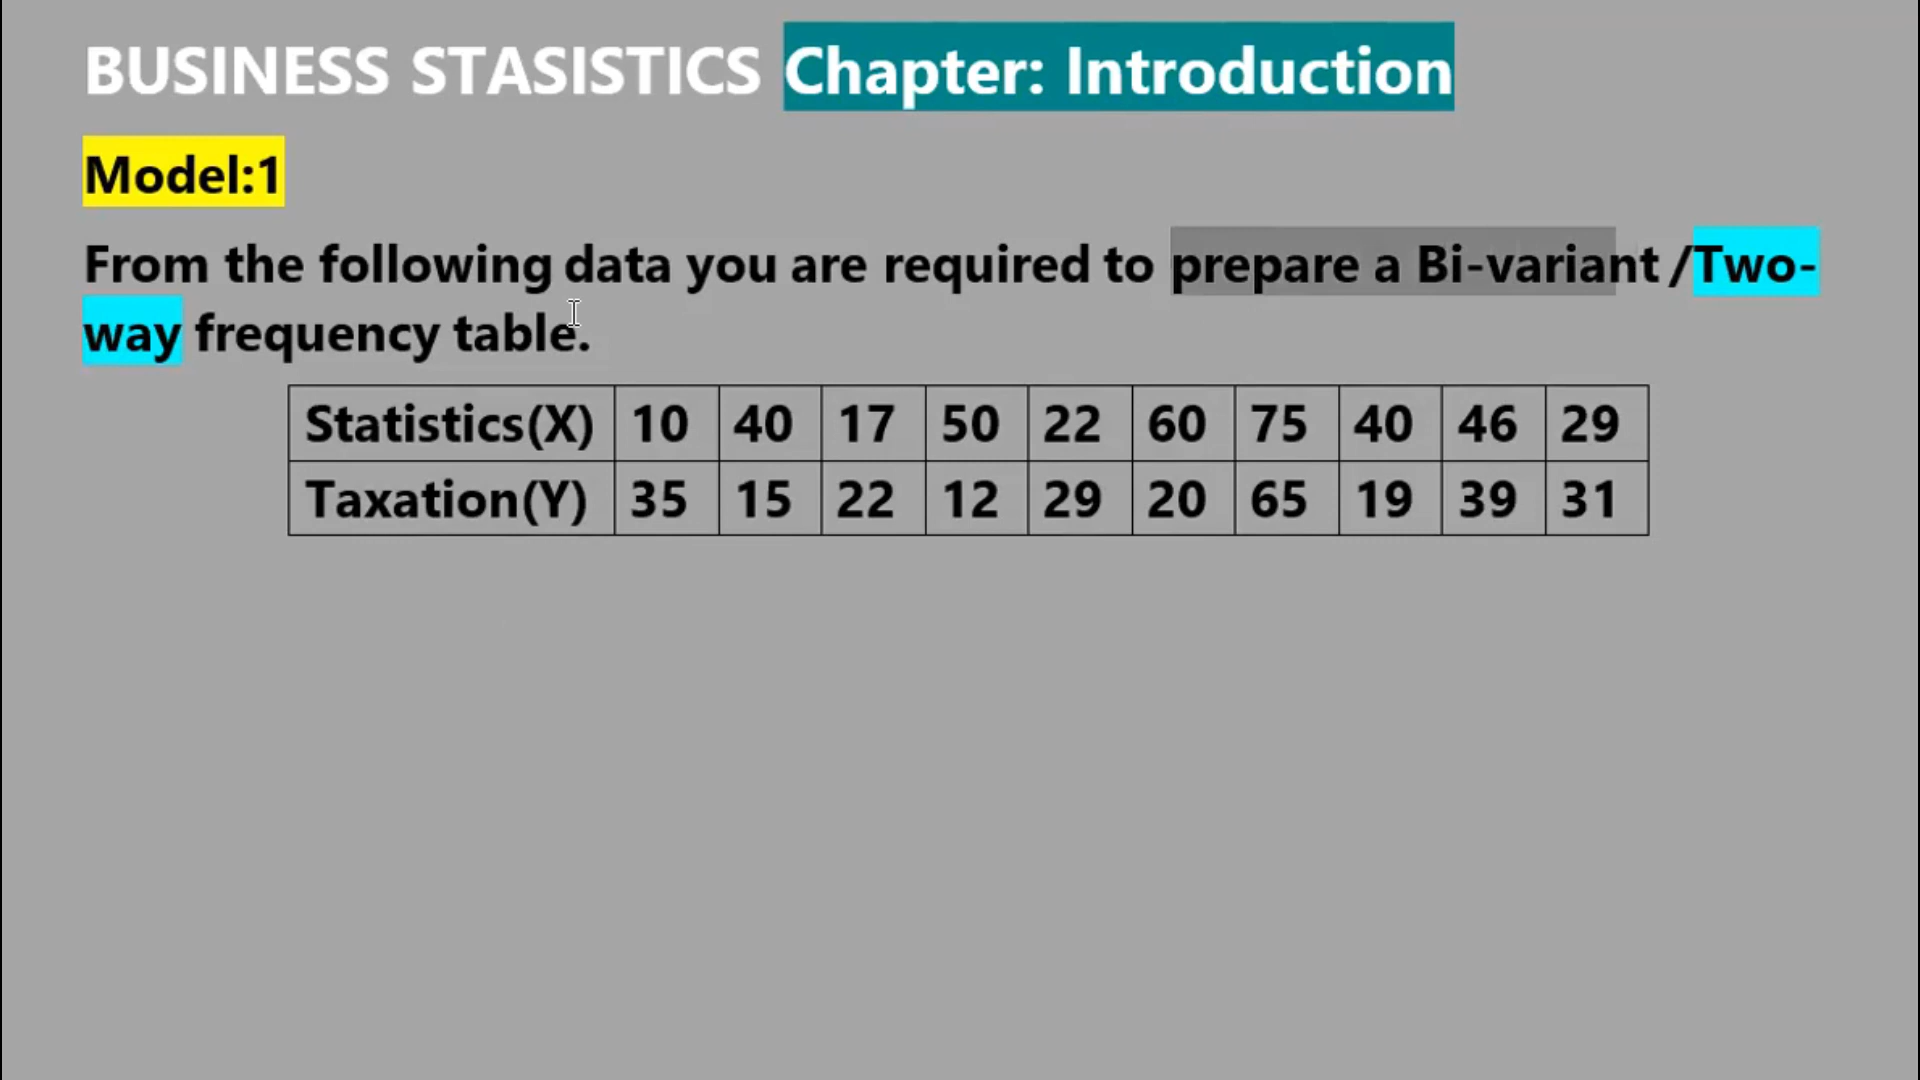 BUSINESS STASISTICS Chapter: Introduction
Model:1
From the following data you are required to prepare a Bi-variant /Two-
way frequency table.
Statistics(X) 10 40 17 50 22 60 75 40 46 29
Taxation(Y) 35 15 22 12 29 20 65 19 39 31